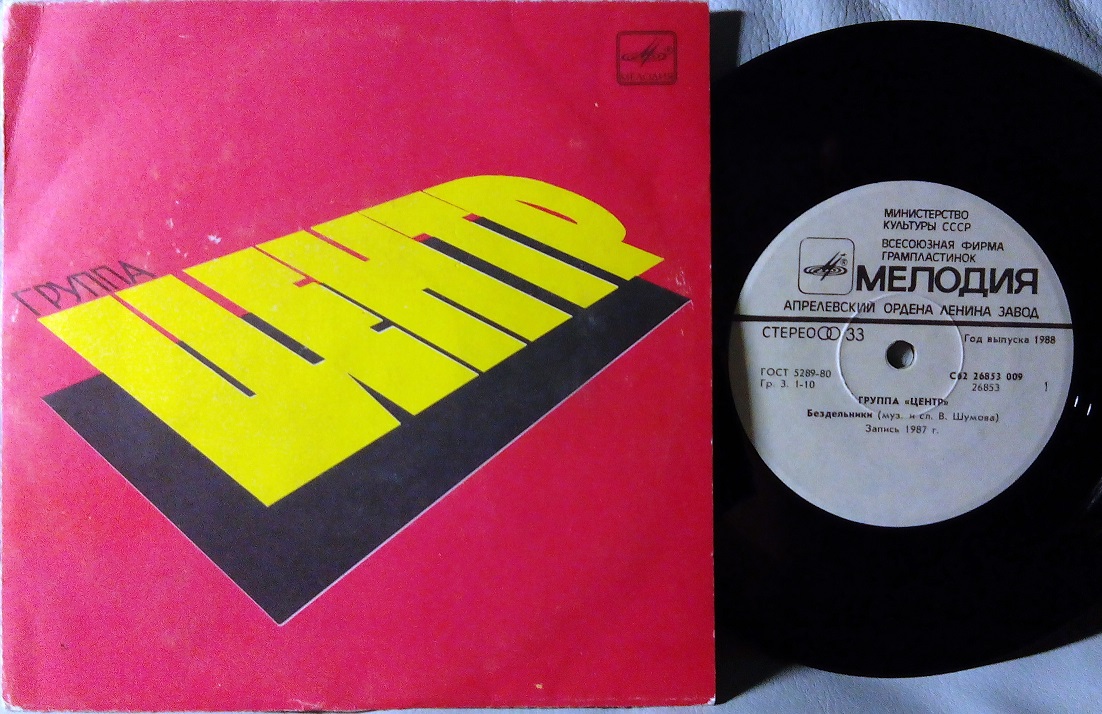 МЕЛОДИЯ
ГРУППА
ЦЕНТР
МИНИСТЕРСТВО
КУЛЬТУРЫ СССР
ВСЕСОЮЗНАЯ ФИРМА
ГРАМПЛАСТИНОК
МЕЛОДИЯ
АПРЕЛЕВСКИЙ ОРДЕНА ЛЕНИНА ЗАВОД
СТЕРЕО 33
Год выпуска 1988
ГОСТ 5289-80
Гр. 3. 1-10
С62 26853 009
26853
1
ГРУППА «ЦЕНТР»
Бездельники (муз. и сл. В. Шумова)
Запись 1987 г.